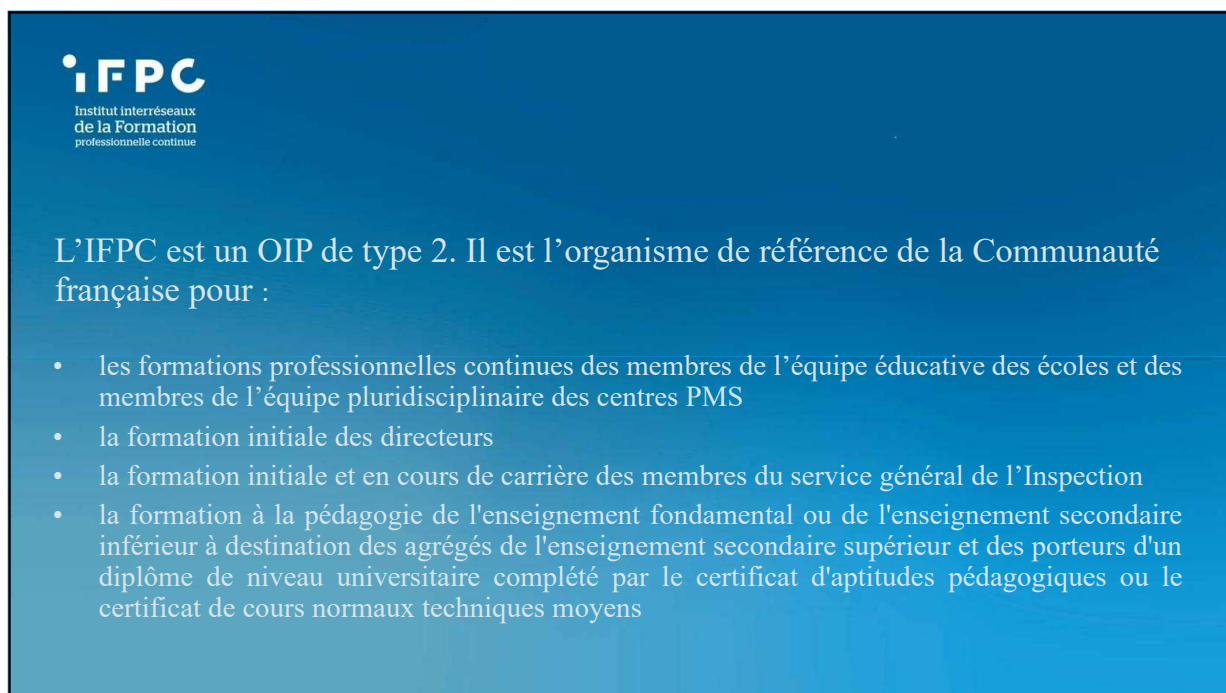 iFPC
Institut interréseaux
de la Formation
professionnelle continue
L’IFPC est un OIP de type 2. Il est l’organisme de référence de la Communauté
française pour :
• les formations professionnelles continues des membres de l’équipe éducative des écoles et des
membres de l’équipe pluridisciplinaire des centres PMS
• la formation initiale des directeurs
• la formation initiale et en cours de carrière des membres du service général de l’Inspection
• la formation à la pédagogie de l'enseignement fondamental ou de l'enseignement secondaire
inférieur à destination des agrégés de l'enseignement secondaire supérieur et des porteurs d'un
diplôme de niveau universitaire complété par le certificat d'aptitudes pédagogiques ou le
certificat de cours normaux techniques moyens